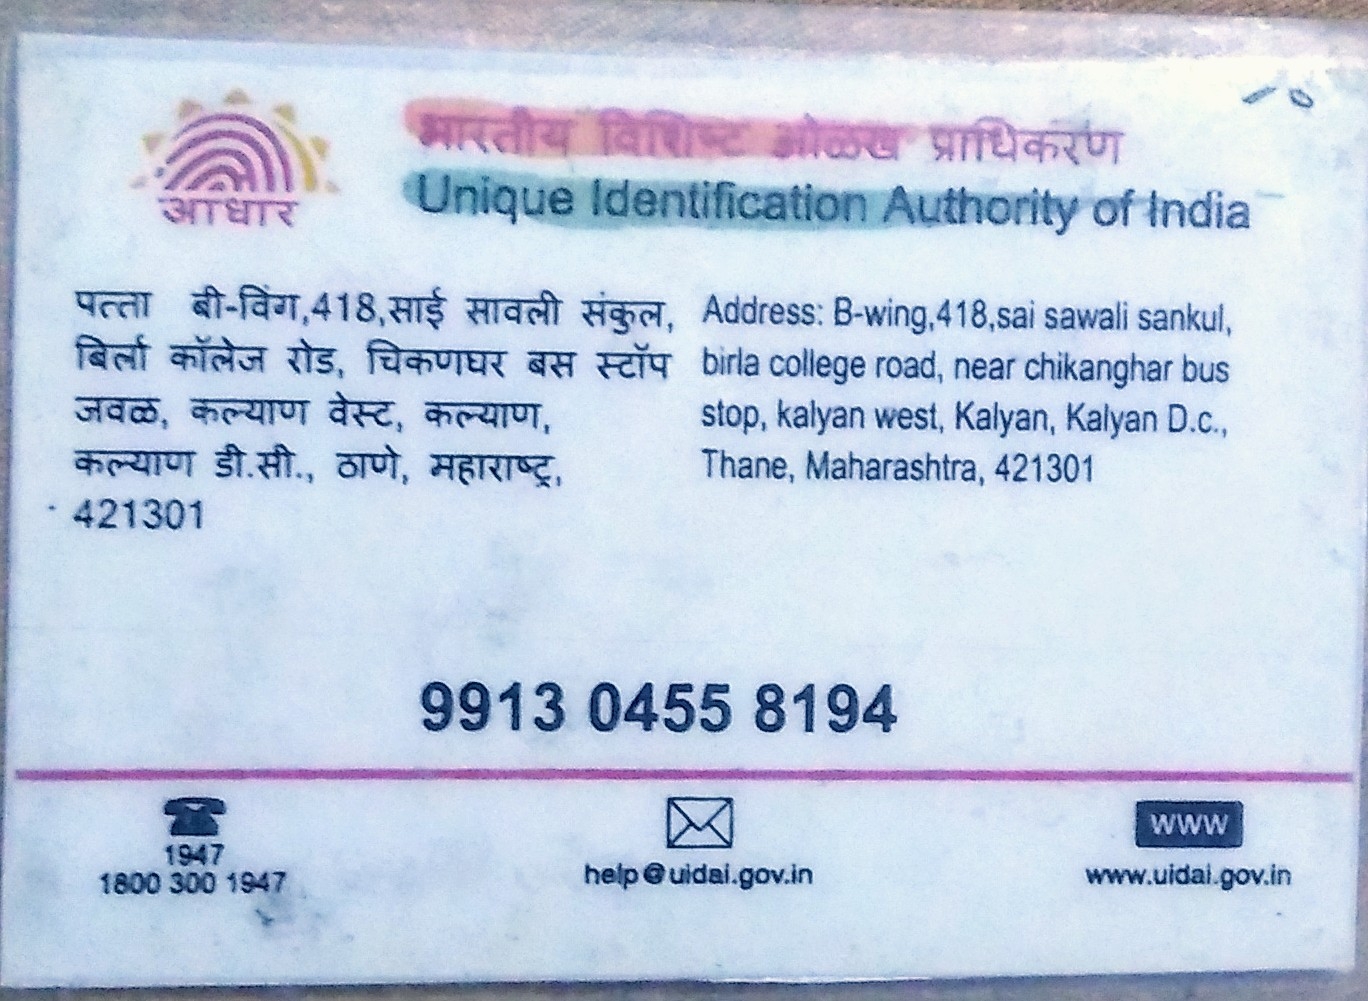 भारतीय विशिष्ट ओळख प्राधिकरण
Unique Identification Authority of India
आधार
पत्ता बी-विंग,418,साई सावली संकुल,
बिर्ला कॉलेज रोड, चिकणघर बस स्टॉप
जवळ, कल्याण वेस्ट, कल्याण,
कल्याण डी.सी., ठाणे, महाराष्ट्र,
421301
Address: B-wing,418,sai sawali sankul,
birla college road, near chikanghar bus
stop, kalyan west, Kalyan, Kalyan D.c.,
Thane, Maharashtra, 421301
9913 0455 8194
1947
1800 300 1947
help@uidai.gov.in
www
www.uidai.gov.in